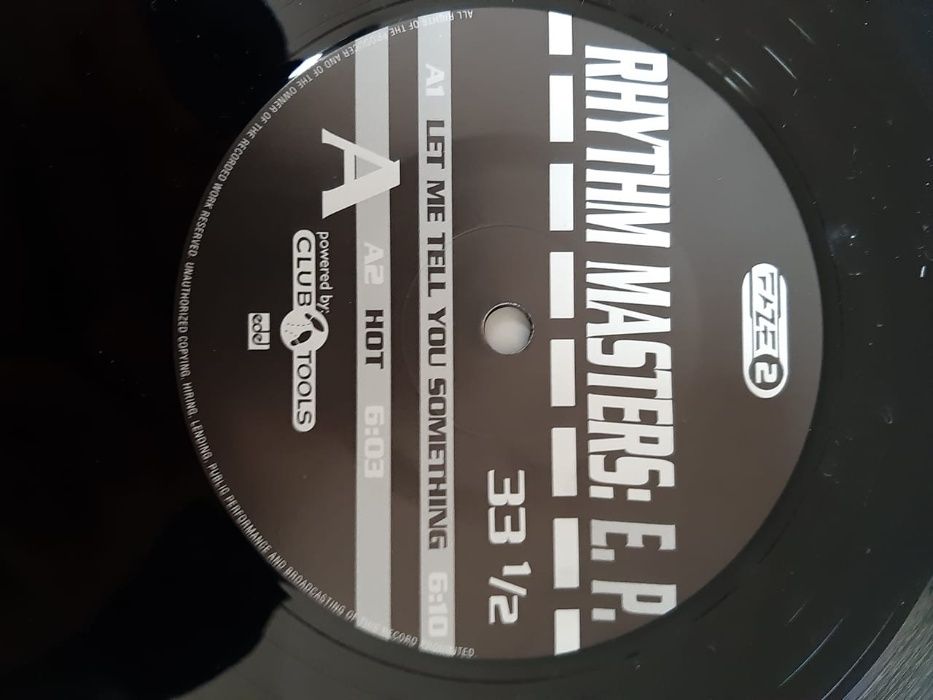 FAZE 2
RHYTHM MASTERS: E. P.
33 1/2
A1 LET ME TELL YOU SOMETHING 6:10
A2 HOT 6:03
A
powered by:
CLUB TOOLS
edel
ALL RIGHTS OF THE PRODUCER AND OF THE OWNER OF THE RECORDED WORK RESERVED. UNAUTHORIZED COPYING, HIRING, LENDING, PUBLIC PERFORMANCE AND BROADCASTING OF THIS RECORD PROHIBITED